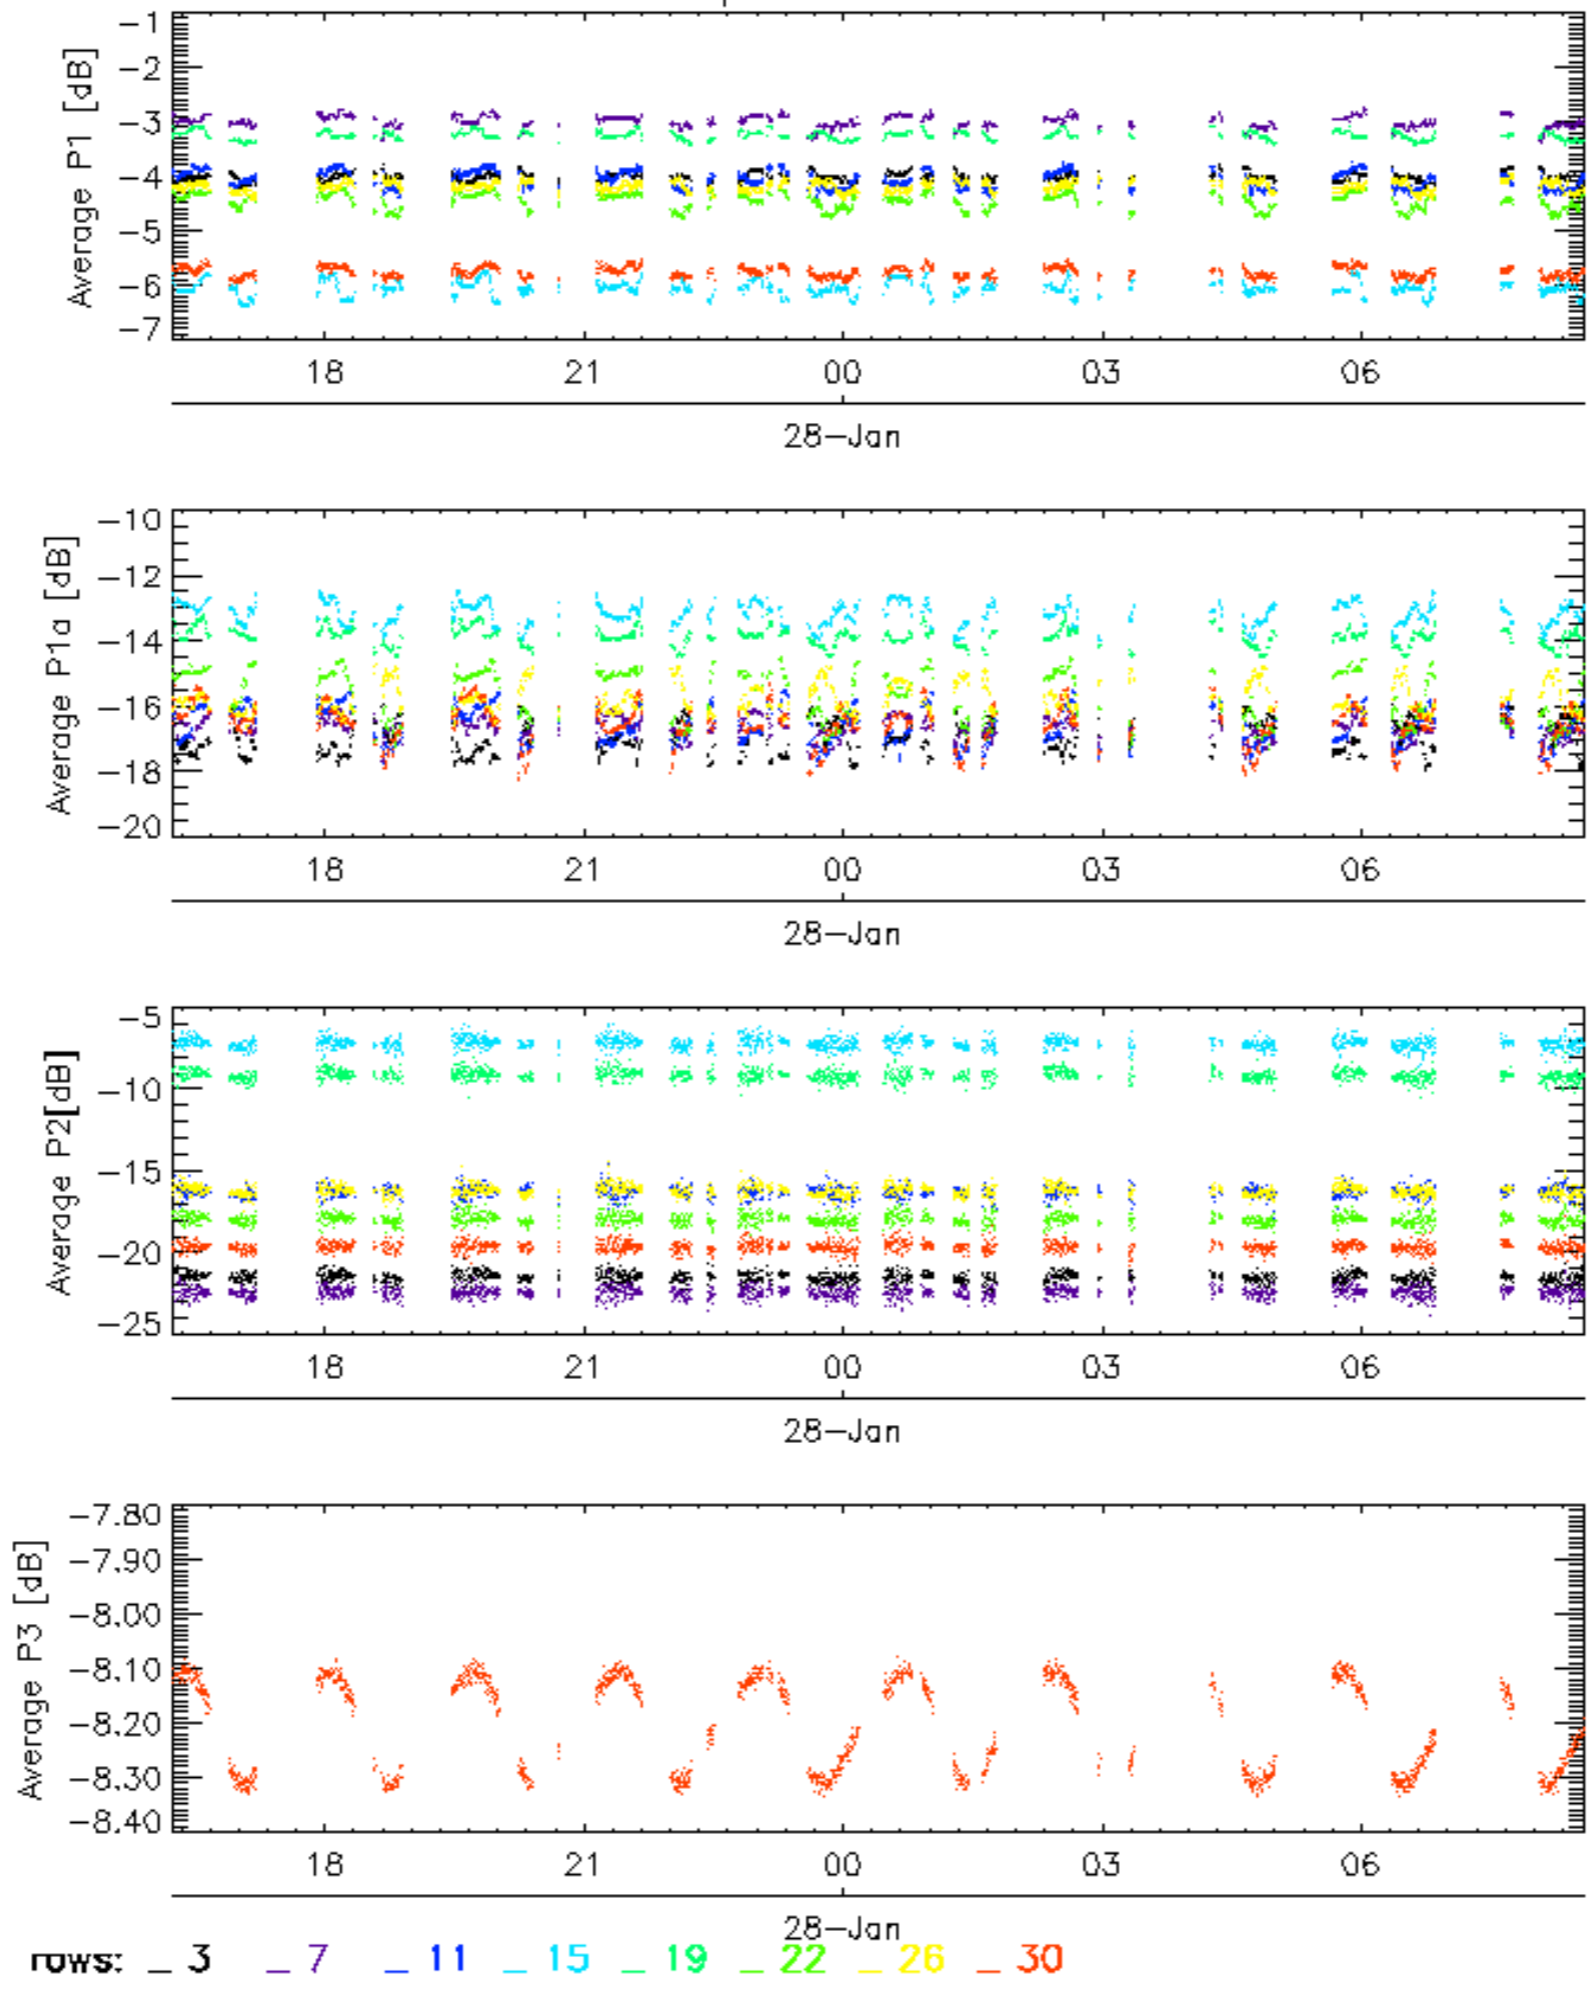 Average P1 [dB]
-1
-2
-3
-4
-5
-6
-7
18 21 00 03 06
28-Jan
Average P1a [dB]
-10
-12
-14
-16
-18
-20
18 21 00 03 06
28-Jan
Average P2[dB]
-5
-10
-15
-20
-25
18 21 00 03 06
28-Jan
Average P3 [dB]
-7.80
-7.90
-8.00
-8.10
-8.20
-8.30
-8.40
18 21 00 03 06
28-Jan
rows: _ 3 _ 7 _ 11 _ 15 _ 19 _ 22 _ 26 _ 30